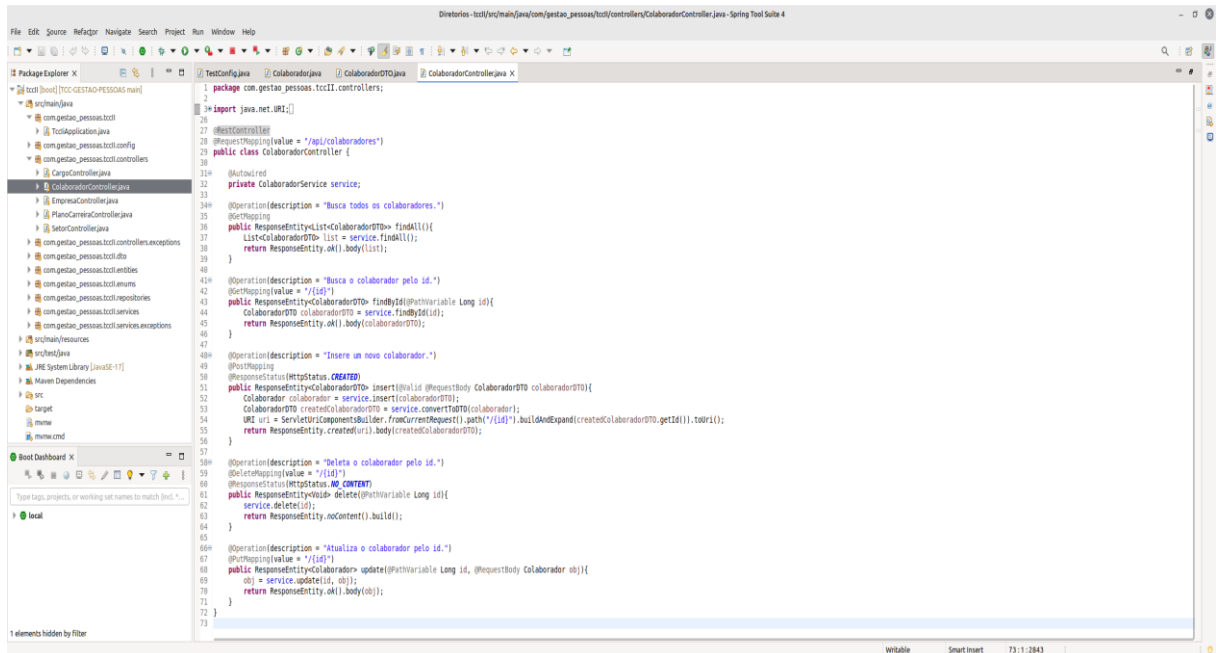 Diretorios - tccII/src/main/java/com/gestao_pessoas/tccII/controllers/ColaboradorController.java - Spring Tool Suite 4
File Edit Source Refactor Navigate Search Project Run Window Help
Package Explorer
tccII [boot] [TCC-GESTAO-PESSOAS main]
src/main/java
com.gestao_pessoas.tccII
TccIiApplication.java
com.gestao_pessoas.tccII.config
com.gestao_pessoas.tccII.controllers
CargoController.java
ColaboradorController.java
EmpresaController.java
PlanoCarreiraController.java
SetorController.java
com.gestao_pessoas.tccII.controllers.exceptions
com.gestao_pessoas.tccII.dto
com.gestao_pessoas.tccII.entities
com.gestao_pessoas.tccII.enums
com.gestao_pessoas.tccII.repositories
com.gestao_pessoas.tccII.services
com.gestao_pessoas.tccII.services.exceptions
src/main/resources
src/test/java
JRE System Library [JavaSE-17]
Maven Dependencies
src
target
mvnw
mvnw.cmd
Boot Dashboard
Type tags, projects, or working set names to match (incl. *...
local
1 elements hidden by filter
TestConfig.java Colaborador.java ColaboradorDTO.java ColaboradorController.java
1 package com.gestao_pessoas.tccII.controllers;
2
3 import java.net.URI;
26
27 @RestController
28 @RequestMapping(value = "/api/colaboradores")
29 public class ColaboradorController {
30
31 @Autowired
32 private ColaboradorService service;
33
34 @Operation(description = "Busca todos os colaboradores.")
35 @GetMapping
36 public ResponseEntity<List<ColaboradorDTO>> findAll(){
37 List<ColaboradorDTO> list = service.findAll();
38 return ResponseEntity.ok().body(list);
39 }
40
41 @Operation(description = "Busca o colaborador pelo id.")
42 @GetMapping(value = "/{id}")
43 public ResponseEntity<ColaboradorDTO> findById(@PathVariable Long id){
44 ColaboradorDTO colaboradorDTO = service.findById(id);
45 return ResponseEntity.ok().body(colaboradorDTO);
46 }
47
48 @Operation(description = "Insere um novo colaborador.")
49 @PostMapping
50 @ResponseStatus(HttpStatus.CREATED)
51 public ResponseEntity<ColaboradorDTO> insert(@Valid @RequestBody ColaboradorDTO colaboradorDTO){
52 Colaborador colaborador = service.insert(colaboradorDTO);
53 ColaboradorDTO createdColaboradorDTO = service.convertToDTO(colaborador);
54 URI uri = ServletUriComponentsBuilder.fromCurrentRequest().path("/{id}").buildAndExpand(createdColaboradorDTO.getId()).toUri();
55 return ResponseEntity.created(uri).body(createdColaboradorDTO);
56 }
57
58 @Operation(description = "Deleta o colaborador pelo id.")
59 @DeleteMapping(value = "/{id}")
60 @ResponseStatus(HttpStatus.NO_CONTENT)
61 public ResponseEntity<Void> delete(@PathVariable Long id){
62 service.delete(id);
63 return ResponseEntity.noContent().build();
64 }
65
66 @Operation(description = "Atualiza o colaborador pelo id.")
67 @PutMapping(value = "/{id}")
68 public ResponseEntity<Colaborador> update(@PathVariable Long id, @RequestBody Colaborador obj){
69 obj = service.update(id, obj);
70 return ResponseEntity.ok().body(obj);
71 }
72 }
73
Writable Smart Insert 73 : 1 : 2843